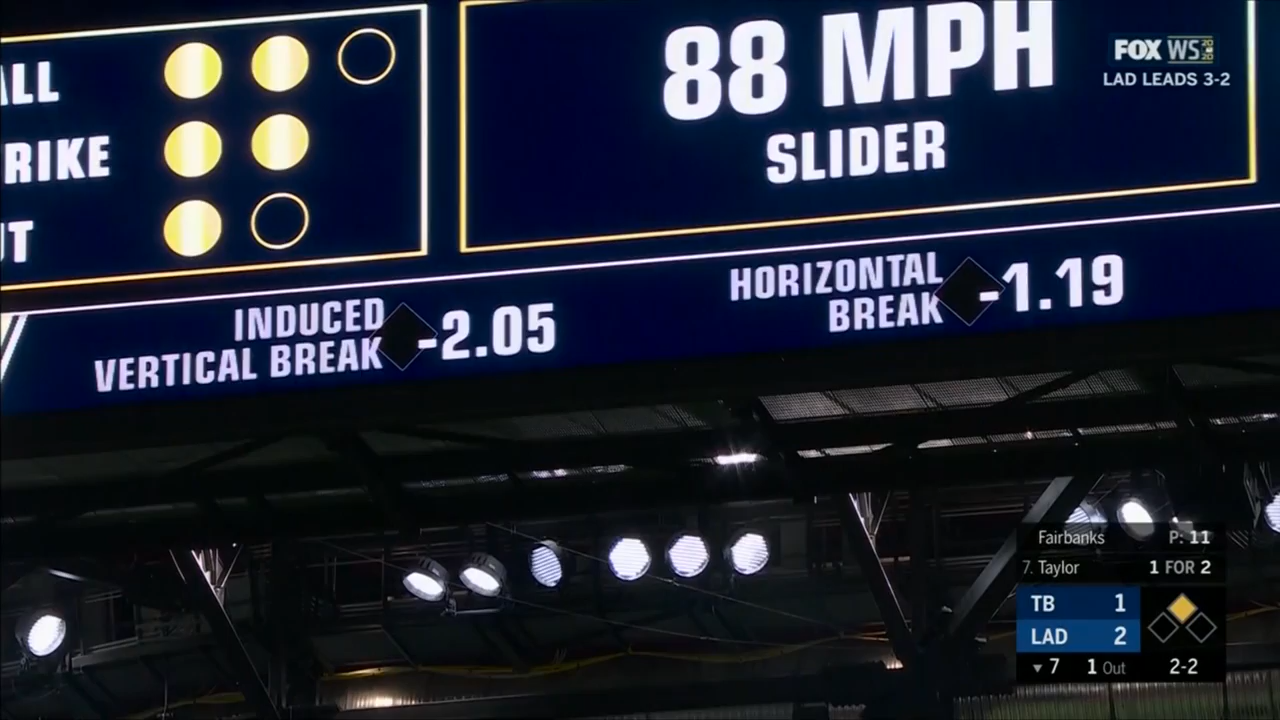 ALL
RIKE
UT
88 MPH
SLIDER
INDUCED
VERTICAL BREAK
-2.05
HORIZONTAL
BREAK
-1.19
FOX WS 2020
LAD LEADS 3-2
Fairbanks P: 11
7. Taylor 1 FOR 2
TB 1
LAD 2
▼ 7 1 Out 2-2